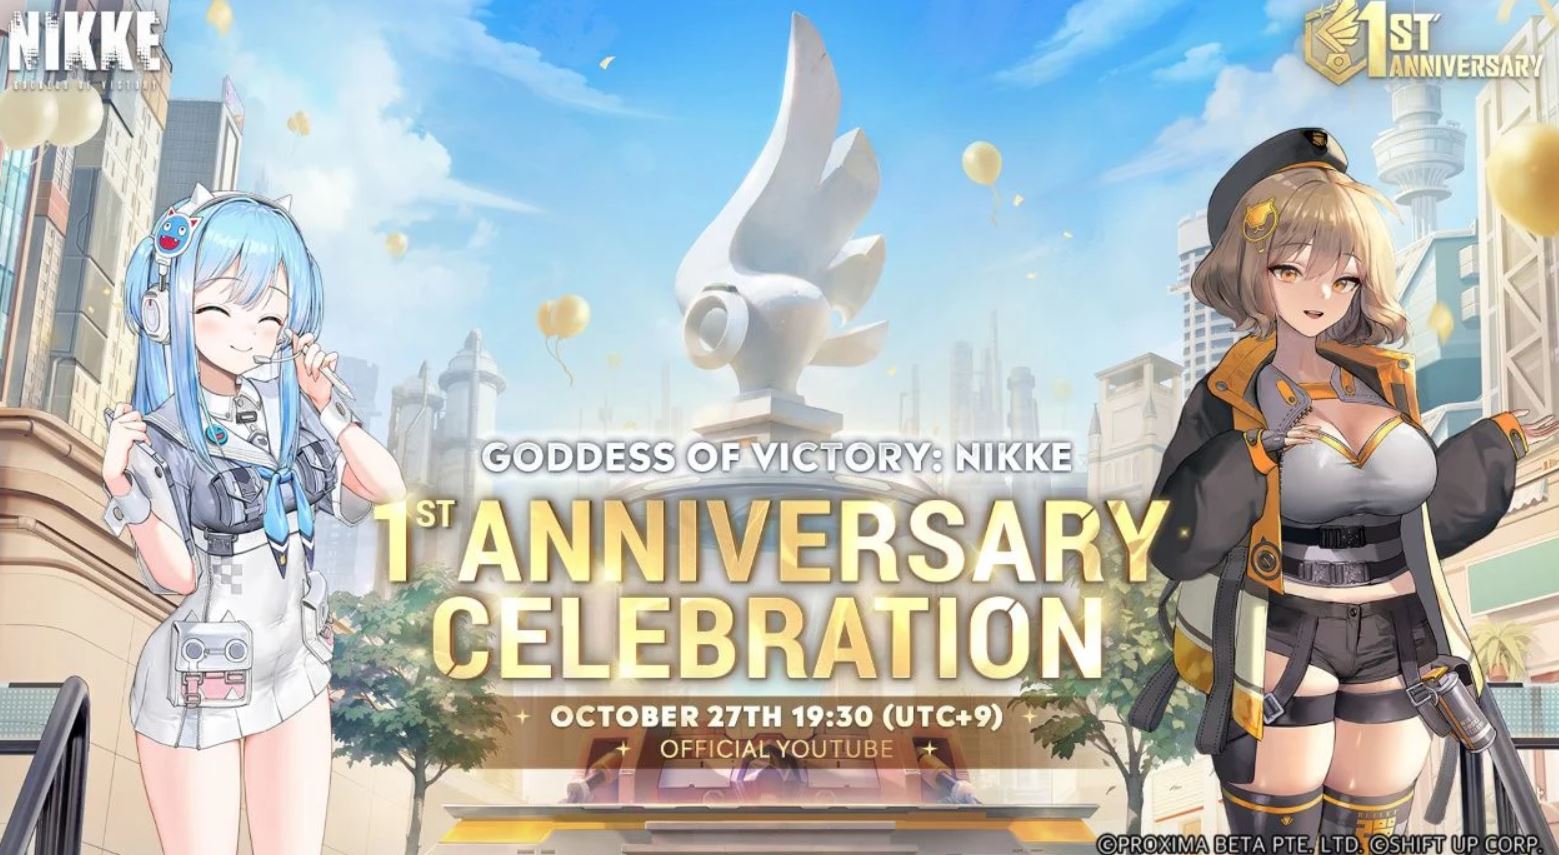 NIKKE
GODDESS OF VICTORY
1ST
ANNIVERSARY
GODDESS OF VICTORY: NIKKE
1ST ANNIVERSARY
CELEBRATION
OCTOBER 27TH 19:30 (UTC+9)
OFFICIAL YOUTUBE
©PROXIMA BETA PTE. LTD. ©SHIFT UP CORP.